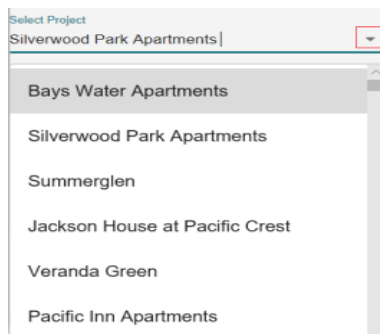 Select Project
Silverwood Park Apartments
Bays Water Apartments
Silverwood Park Apartments
Summerglen
Jackson House at Pacific Crest
Veranda Green
Pacific Inn Apartments